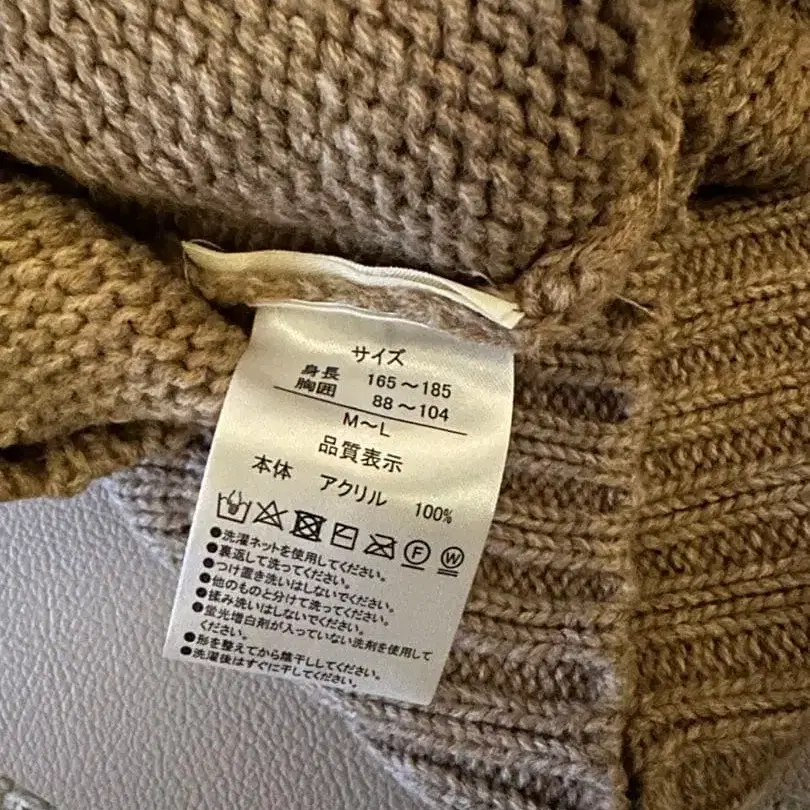 サイズ
身長 165～185
胸囲 88～104
M～L
品質表示
本体 アクリル 100%
F W
●洗濯ネットを使用してください。
●裏返して洗ってください。
●つけ置き洗いはしないでください。
●他のものと分けて洗ってください。
●揉み洗いはしないでください。
●蛍光増白剤が入っていない洗剤を使用して
ください。
●形を整えてから陰干ししてください。
●洗濯後はすぐに干してください。